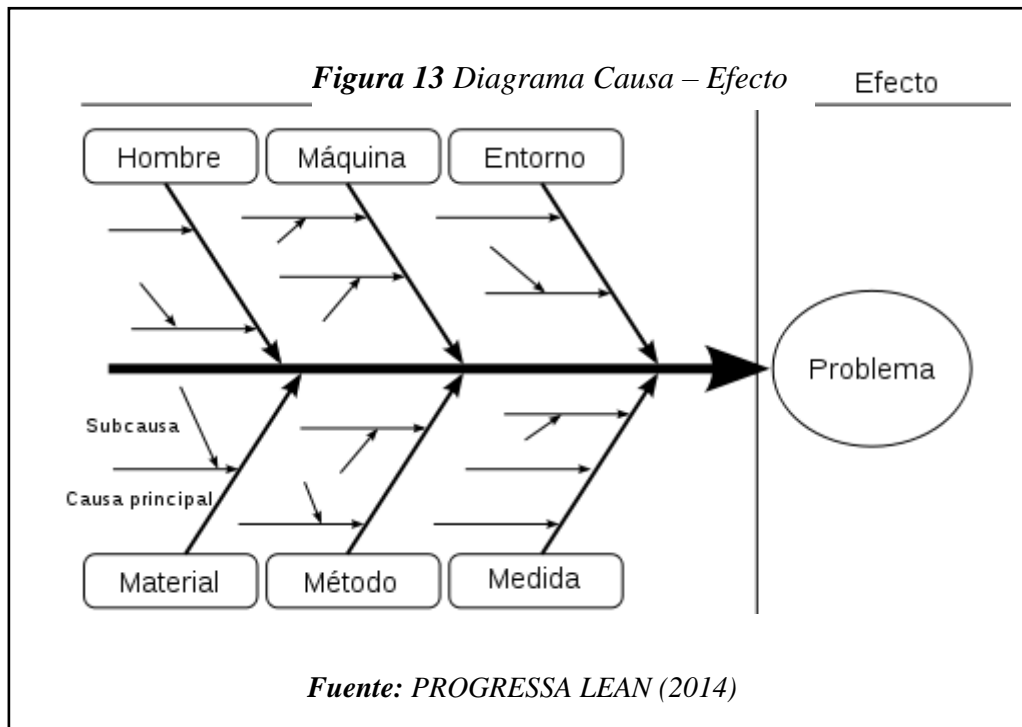 Figura 13 Diagrama Causa – Efecto
Efecto
Hombre
Máquina
Entorno
Problema
Subcausa
Causa principal
Material
Método
Medida
Fuente: PROGRESSA LEAN (2014)